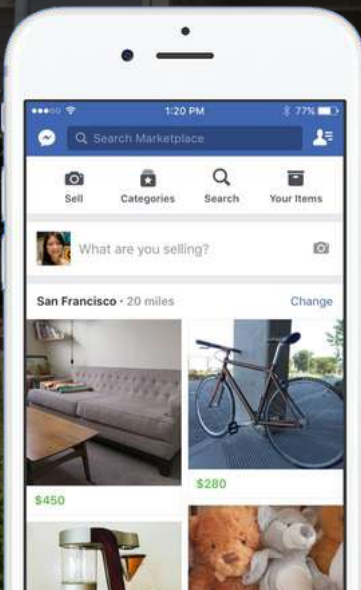 1:20 PM
77%
Search Marketplace
Sell
Categories
Search
Your Items
What are you selling?
San Francisco · 20 miles
Change
$450
$280